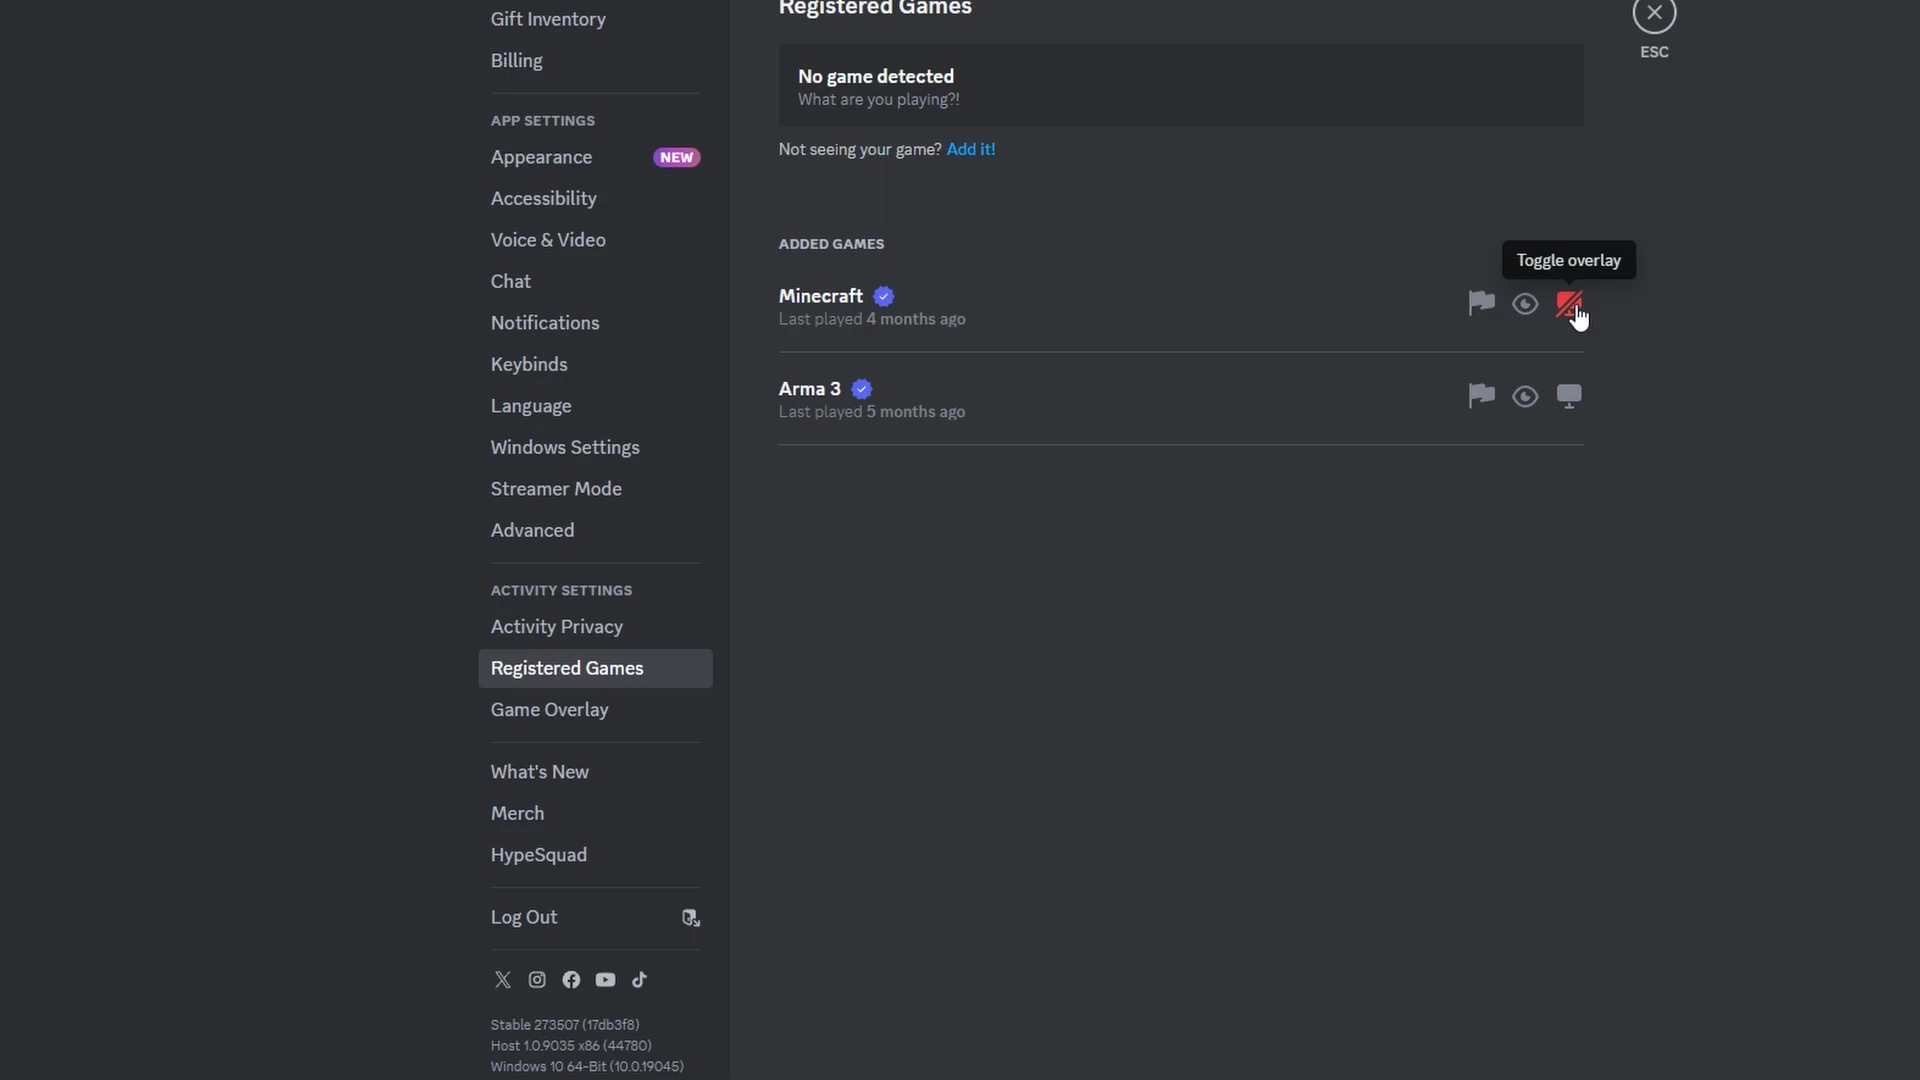 Gift Inventory
Billing
APP SETTINGS
Appearance NEW
Accessibility
Voice & Video
Chat
Notifications
Keybinds
Language
Windows Settings
Streamer Mode
Advanced
ACTIVITY SETTINGS
Activity Privacy
Registered Games
Game Overlay
What's New
Merch
HypeSquad
Log Out
Stable 273507 (17db3f8)
Host 1.0.9035 x86 (44780)
Windows 10 64-Bit (10.0.19045)
Registered Games
No game detected
What are you playing?!
Not seeing your game? Add it!
ADDED GAMES
Toggle overlay
Minecraft
Last played 4 months ago
Arma 3
Last played 5 months ago
ESC